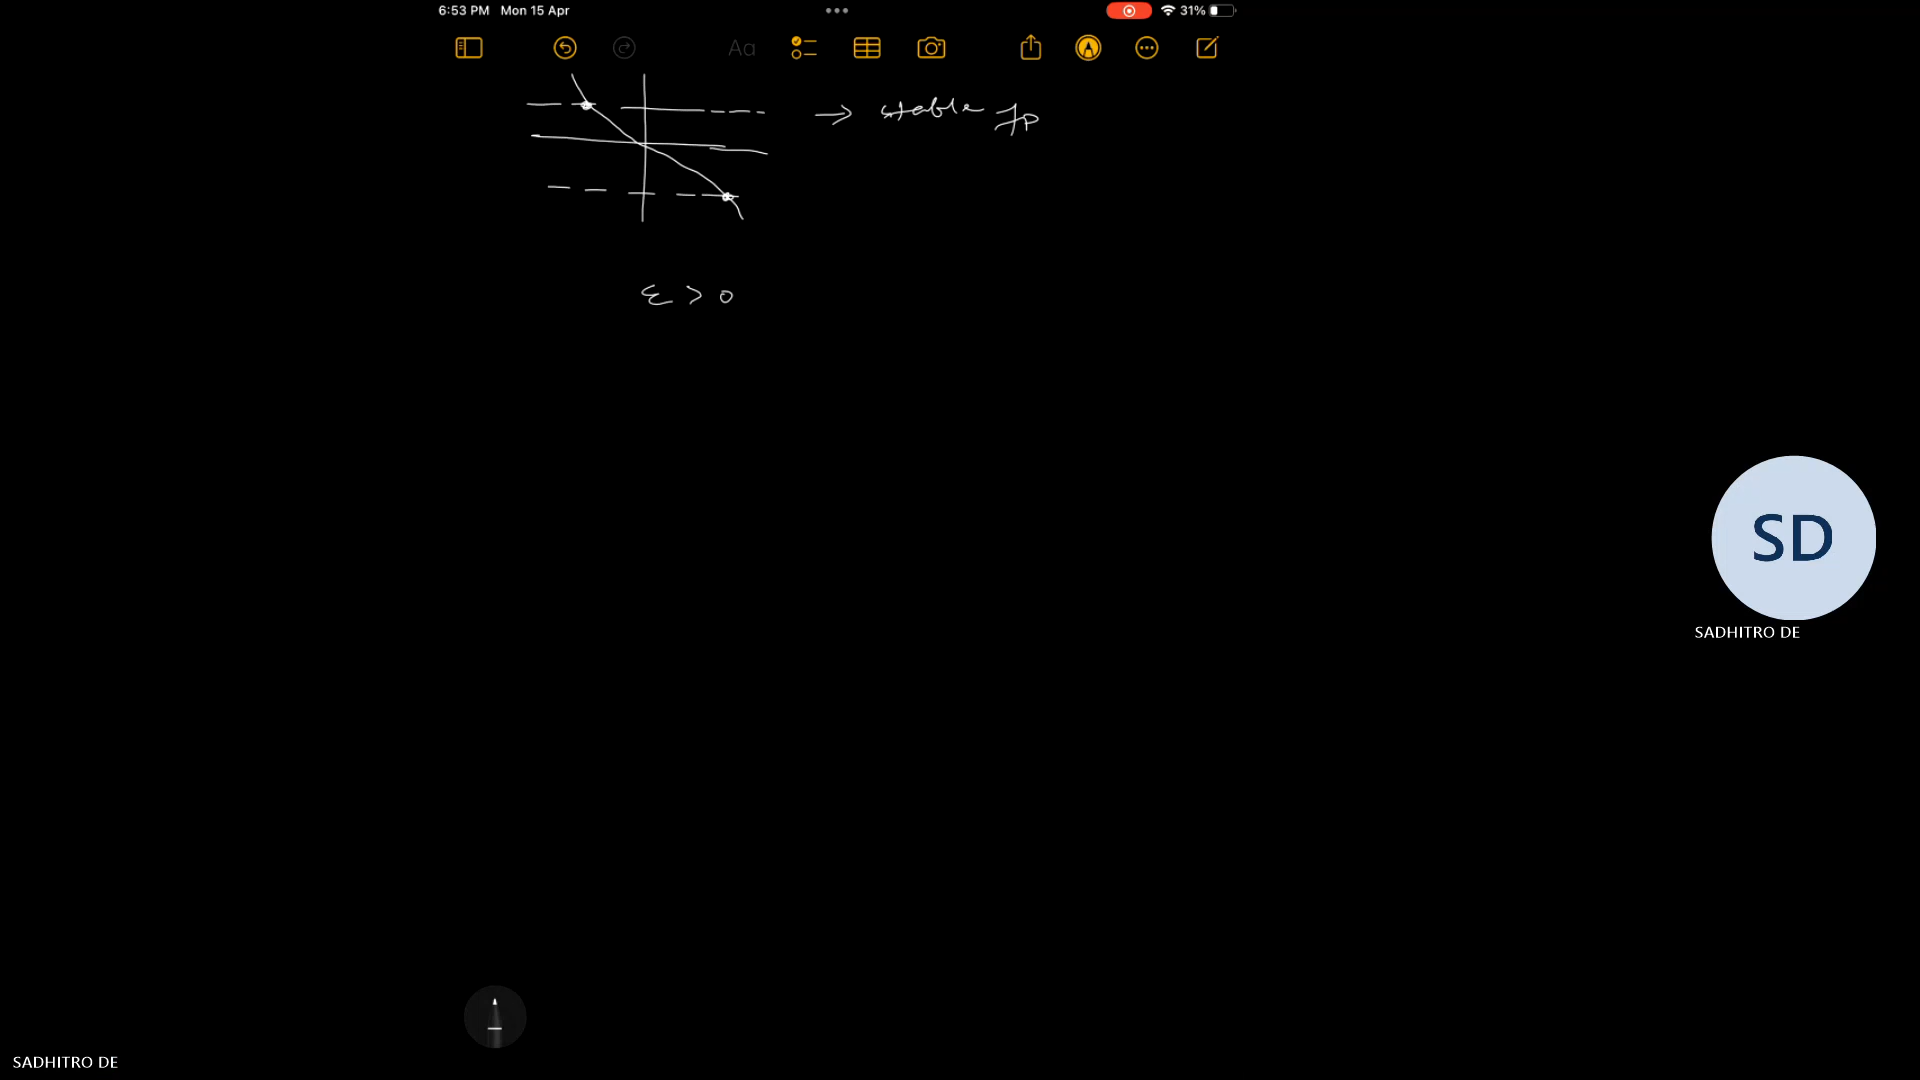 6:53 PM Mon 15 Apr
31%
Aa
→ stable fp
ε > 0
SD
SADHITRO DE
SADHITRO DE